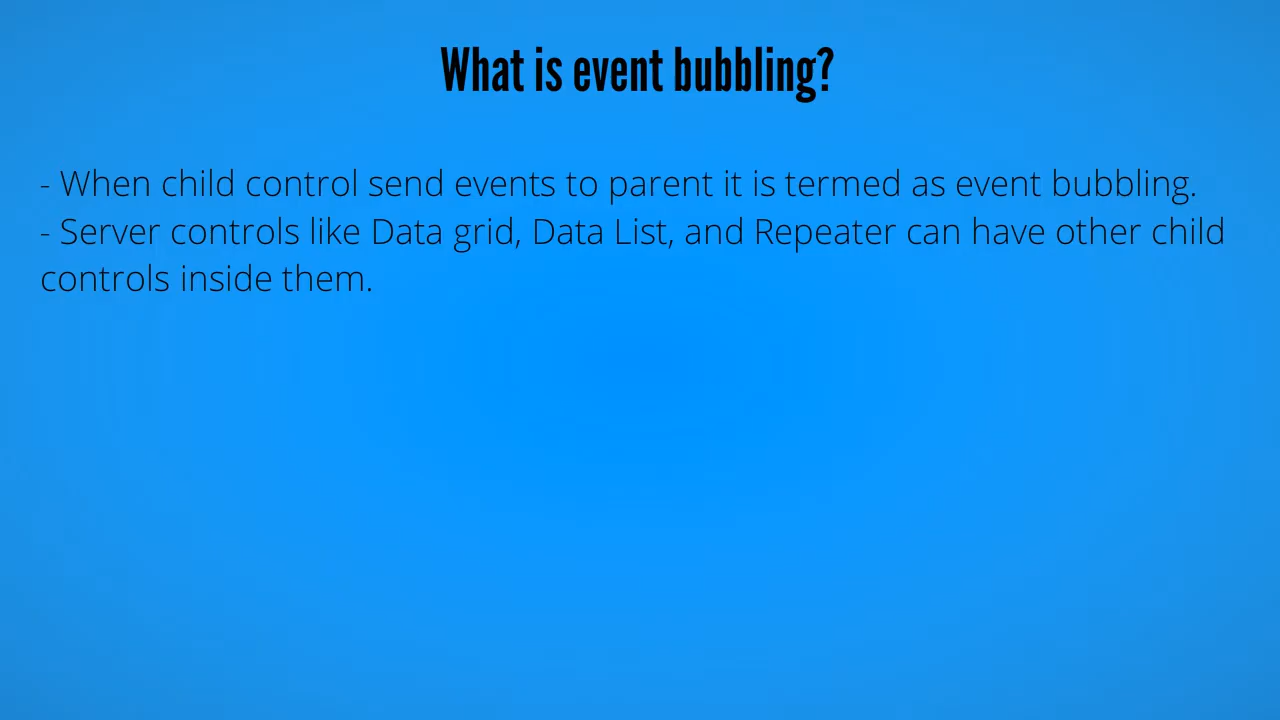 What is event bubbling?
- When child control send events to parent it is termed as event bubbling.
- Server controls like Data grid, Data List, and Repeater can have other child
controls inside them.